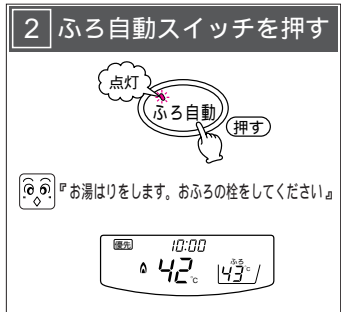 2 ふろ自動スイッチを押す
点灯
ふろ自動
押す
『お湯はりをします。おふろの栓をしてください』
優先 10:00
42℃ ふろ 43℃